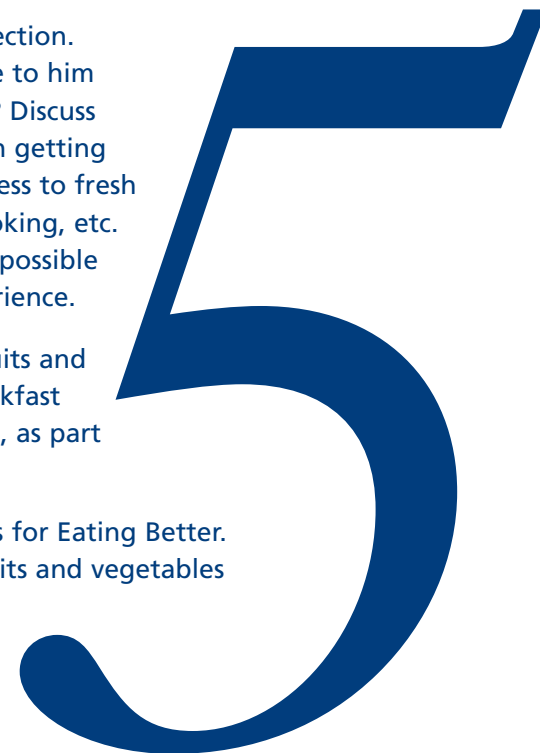 ection.
e to him
? Discuss
n getting
ess to fresh
oking, etc.
possible
rience.
uits and
kfast
, as part
s for Eating Better.
its and vegetables
5